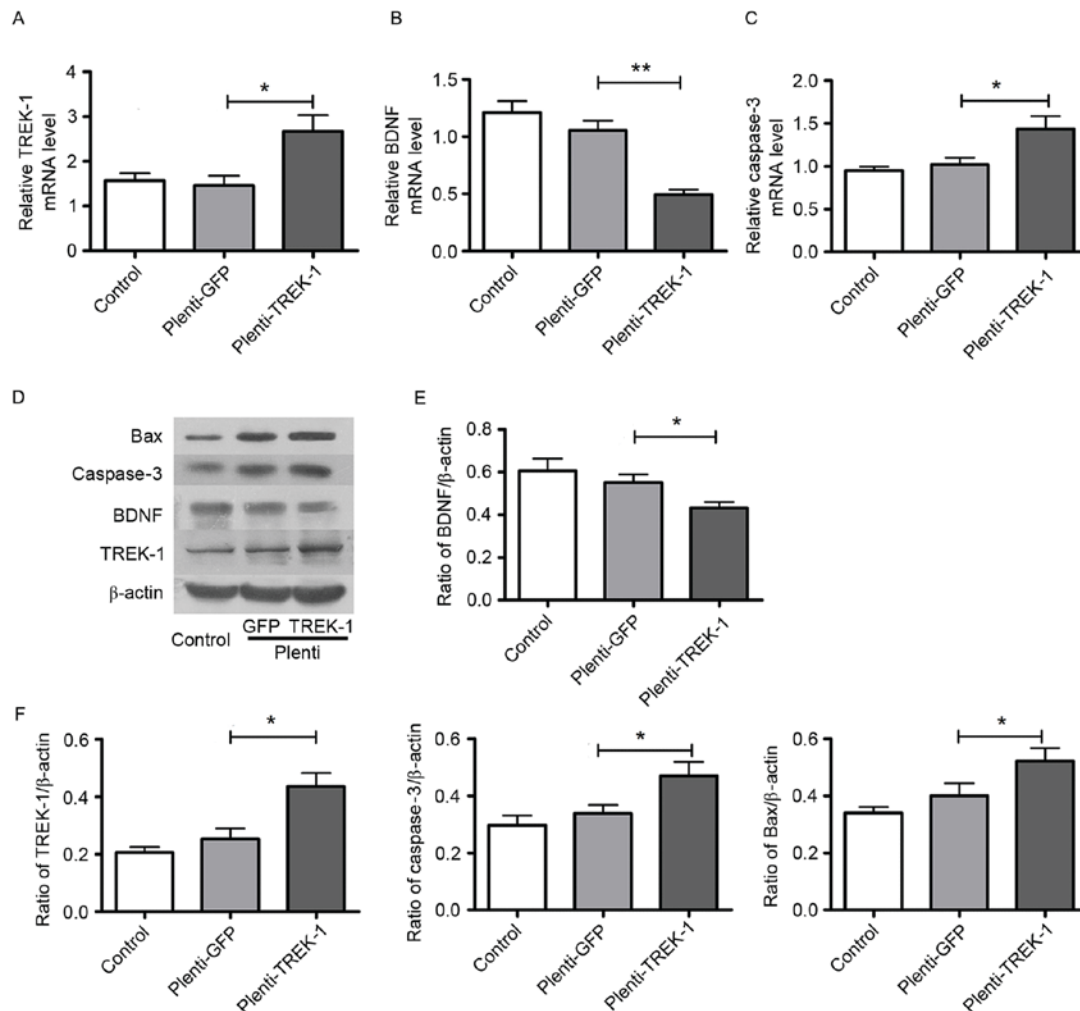 A
Relative TREK-1
mRNA level
4
3
2
1
0
*
Control
Plenti-GFP
Plenti-TREK-1
B
Relative BDNF
mRNA level
1.5
1.0
0.5
0.0
**
Control
Plenti-GFP
Plenti-TREK-1
C
Relative caspase-3
mRNA level
2.0
1.5
1.0
0.5
0.0
*
Control
Plenti-GFP
Plenti-TREK-1
D
Bax
Caspase-3
BDNF
TREK-1
β-actin
Control
GFP TREK-1
Plenti
E
Ratio of BDNF/β-actin
0.8
0.6
0.4
0.2
0.0
*
Control
Plenti-GFP
Plenti-TREK-1
F
Ratio of TREK-1/β-actin
0.6
0.4
0.2
0.0
*
Control
Plenti-GFP
Plenti-TREK-1
Ratio of caspase-3/β-actin
0.6
0.4
0.2
0.0
*
Control
Plenti-GFP
Plenti-TREK-1
Ratio of Bax/β-actin
0.6
0.4
0.2
0.0
*
Control
Plenti-GFP
Plenti-TREK-1